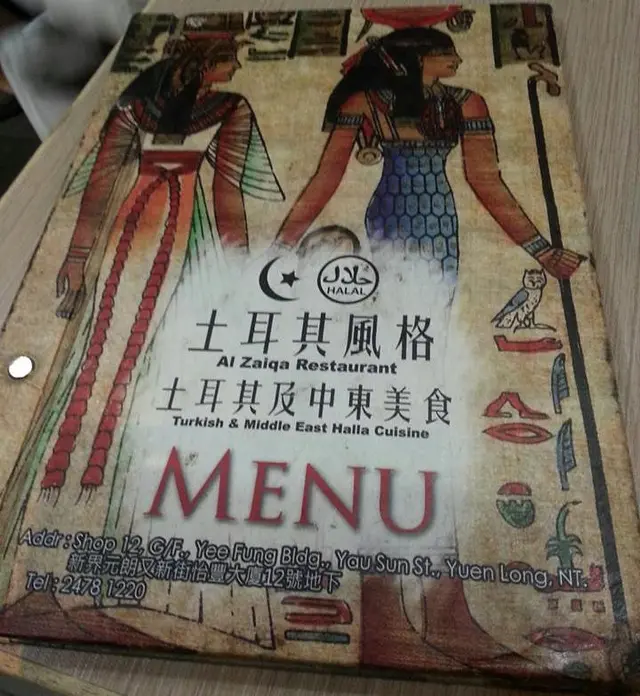 حلال
HALAL
土耳其風格
Al Zaiqa Restaurant
土耳其及中東美食
Turkish & Middle East Halla Cuisine
MENU
Addr : Shop 12, G/F., Yee Fung Bldg., Yau Sun St., Yuen Long, NT.
新界元朗又新街怡豐大廈12號地下
Tel : 2478 1220